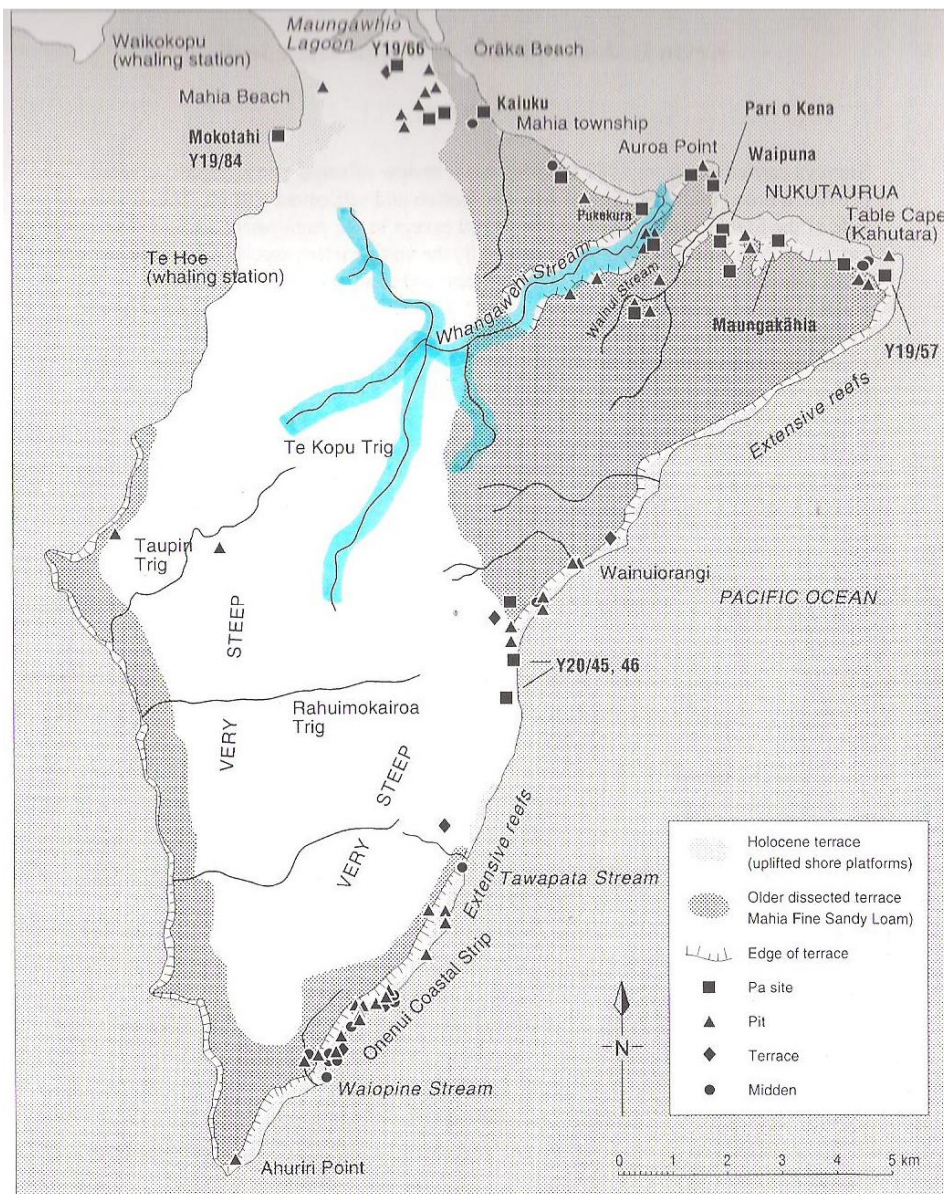 Maungawhio
Lagoon
Waikokopu
(whaling station)
Y19/66
Ōrāka Beach
Mahia Beach
Kaiuku
Mahia township
Pari o Kena
Mokotahi
Y19/84
Auroa Point
Waipuna
NUKUTAURUA
Table Cape
(Kahutara)
Pukekura
Te Hoe
(whaling station)
Whangawehi Stream
Wainui Stream
Maungakāhia
Y19/57
Extensive reefs
Te Kopu Trig
Taupiri
Trig
Wainuiorangi
PACIFIC OCEAN
STEEP
VERY
Y20/45, 46
Rahuimokairoa
Trig
STEEP
VERY
Extensive reefs
Tawapata Stream
Onenui Coastal Strip
Waiopine Stream
Ahuriri Point
Holocene terrace
(uplifted shore platforms)
Older dissected terrace
Mahia Fine Sandy Loam)
Edge of terrace
Pa site
Pit
Terrace
Midden
N
0 1 2 3 4 5 km